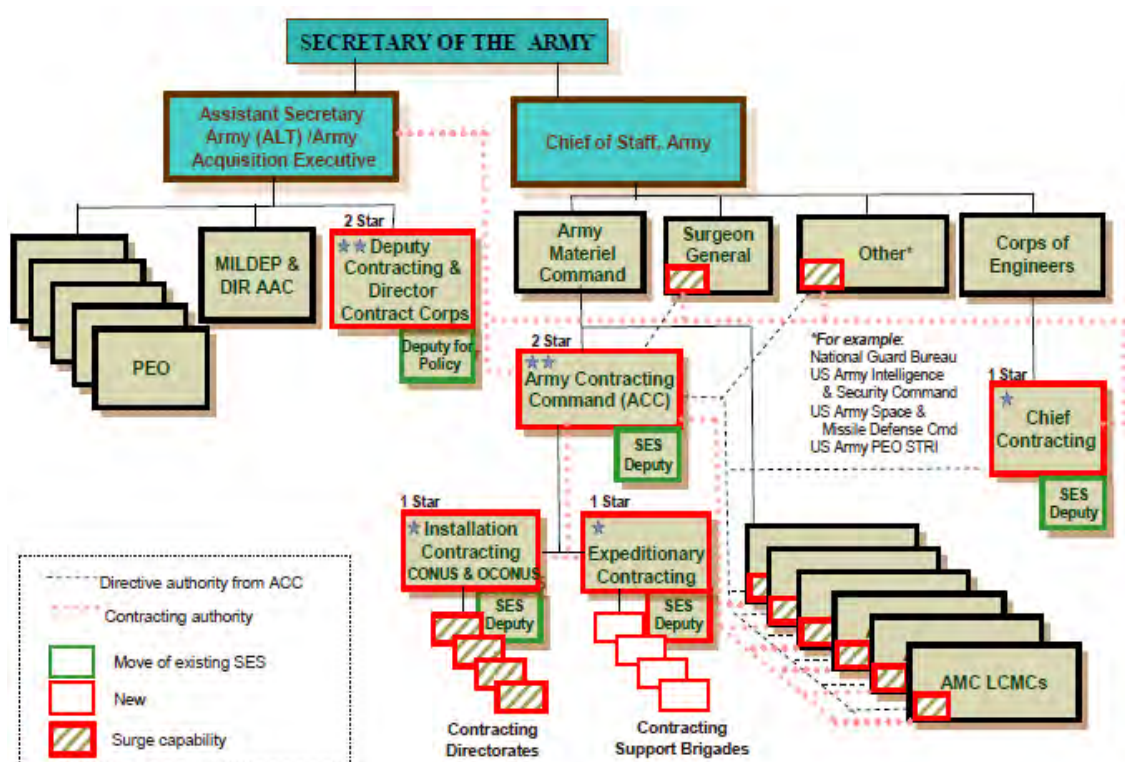 SECRETARY OF THE ARMY
Assistant Secretary
Army (ALT) /Army
Acquisition Executive
Chief of Staff, Army
PEO
MILDEP &
DIR AAC
2 Star
Deputy
Contracting &
Director
Contract Corps
Deputy for
Policy
Army
Materiel
Command
Surgeon
General
Other*
Corps of
Engineers
2 Star
Army Contracting
Command (ACC)
SES
Deputy
*For example:
National Guard Bureau
US Army Intelligence
& Security Command
US Army Space &
Missile Defense Cmd
US Army PEO STRI
1 Star
Chief
Contracting
SES
Deputy
1 Star
Installation
Contracting
CONUS & OCONUS
SES
Deputy
1 Star
Expeditionary
Contracting
SES
Deputy
Contracting
Directorates
Contracting
Support Brigades
AMC LCMCs
Directive authority from ACC
Contracting authority
Move of existing SES
New
Surge capability